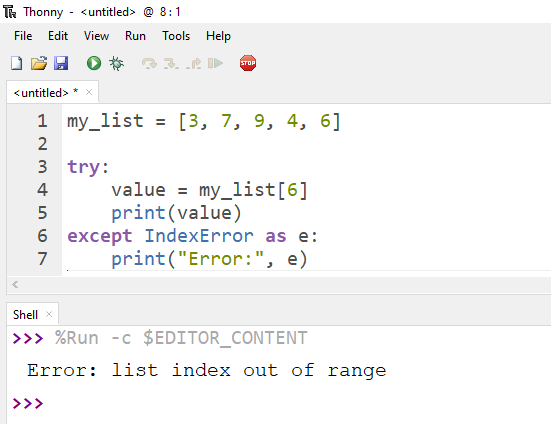 Thonny - <untitled> @ 8:1
File Edit View Run Tools Help
STOP
<untitled> * ×
1 my_list = [3, 7, 9, 4, 6]
2
3 try:
4     value = my_list[6]
5     print(value)
6 except IndexError as e:
7     print("Error:", e)
Shell ×
>>> %Run -c $EDITOR_CONTENT
Error: list index out of range
>>>